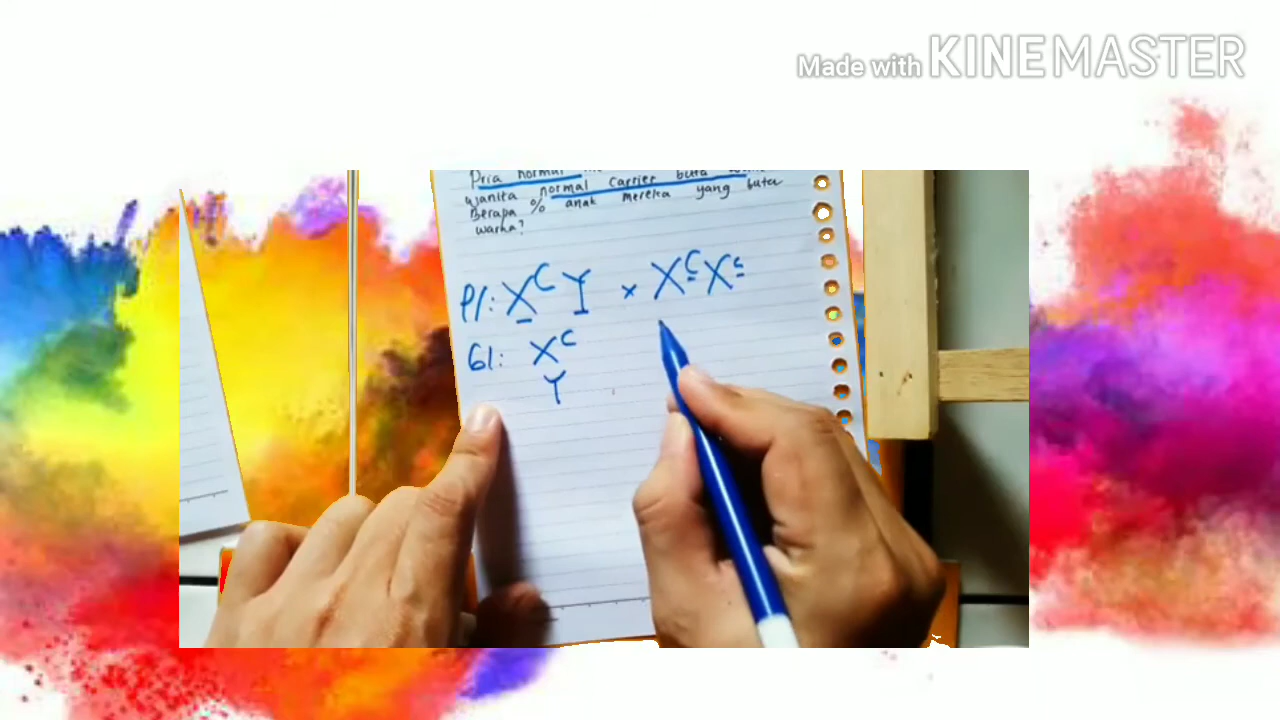 Made with KINEMASTER
Pria normal
wanita normal carrier buta
Berapa % anak mereka yang buta
warna?
P1: X^C Y × X^C X^c
G1: X^C
Y